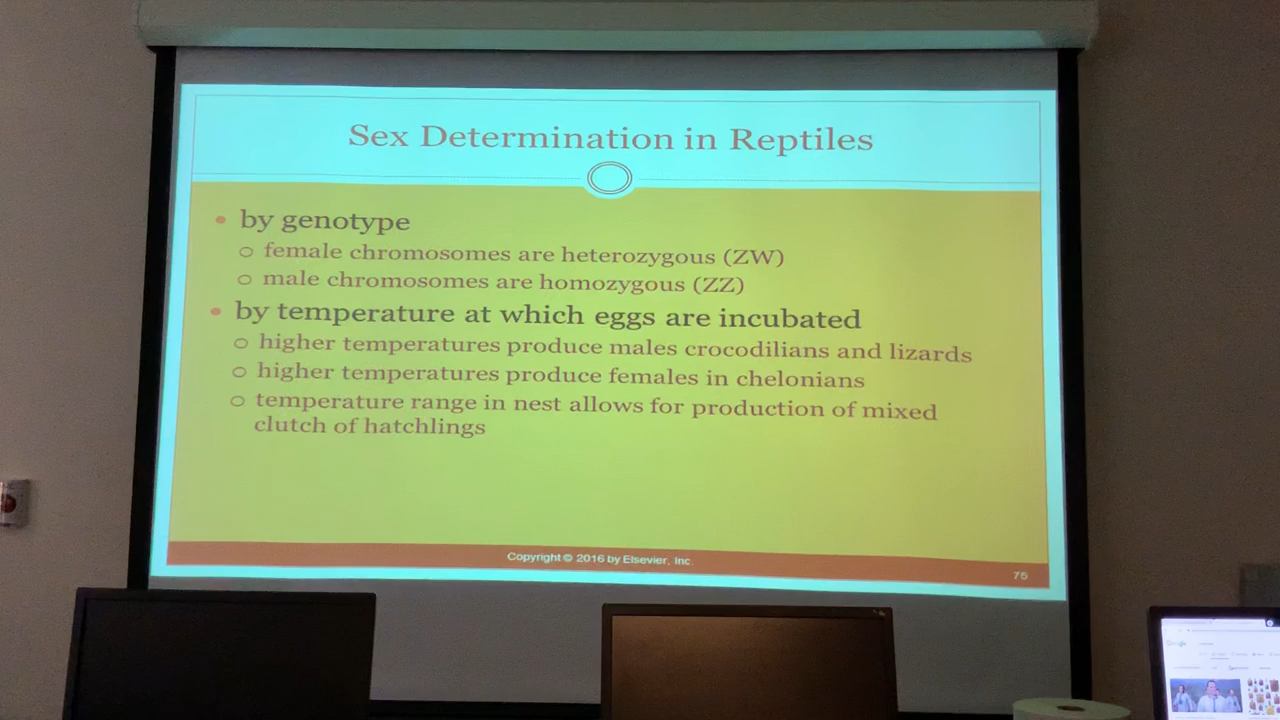 Sex Determination in Reptiles
• by genotype
o female chromosomes are heterozygous (ZW)
o male chromosomes are homozygous (ZZ)
• by temperature at which eggs are incubated
o higher temperatures produce males crocodilians and lizards
o higher temperatures produce females in chelonians
o temperature range in nest allows for production of mixed
clutch of hatchlings
Copyright © 2016 by Elsevier, Inc.
75
Google